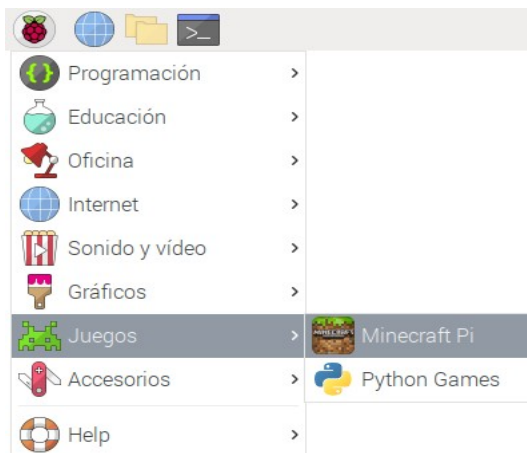 >_
Programación
Educación
Oficina
Internet
Sonido y vídeo
Gráficos
Juegos
Minecraft Pi
Accesorios
Python Games
Help